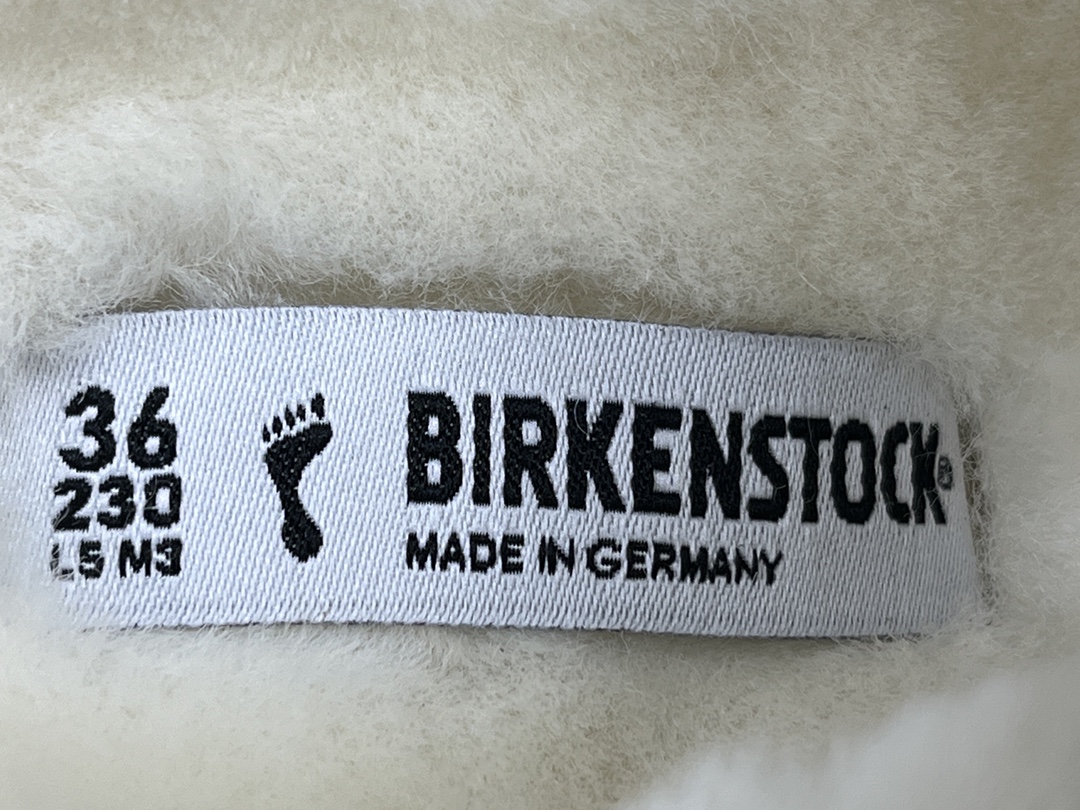 36
230
L5 M3
BIRKENSTOCK®
MADE IN GERMANY